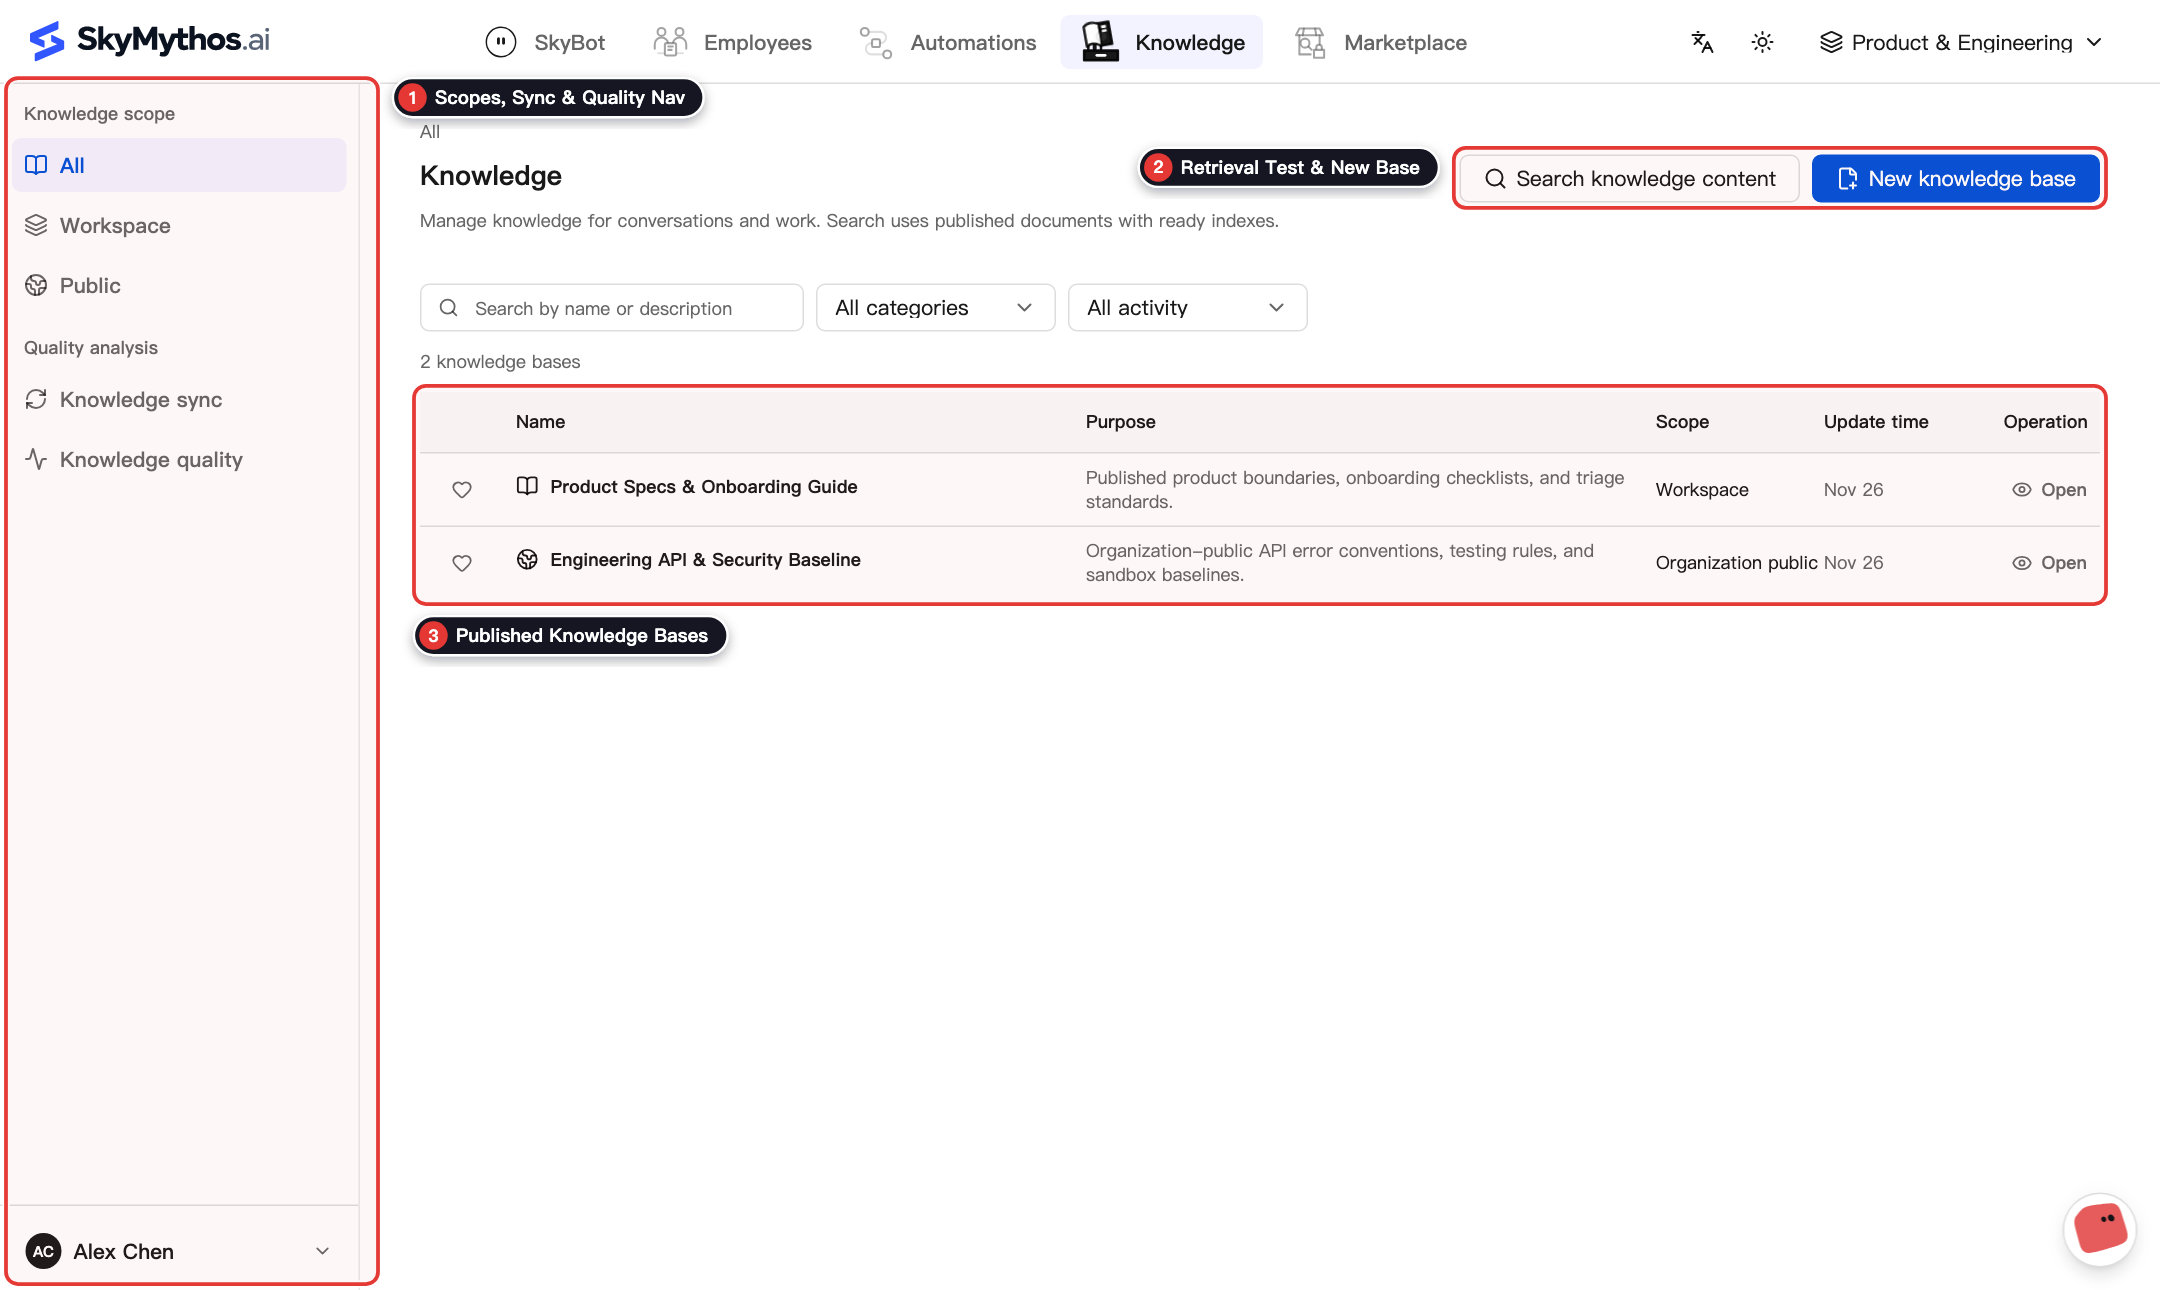 SkyMythos.ai
SkyBot
Employees
Automations
Knowledge
Marketplace
Product & Engineering
Knowledge scope
All
Workspace
Public
Quality analysis
Knowledge sync
Knowledge quality
AC Alex Chen
1 Scopes, Sync & Quality Nav
All
Knowledge
Manage knowledge for conversations and work. Search uses published documents with ready indexes.
2 Retrieval Test & New Base
Search knowledge content
New knowledge base
Search by name or description
All categories
All activity
2 knowledge bases
Name Purpose Scope Update time Operation
Product Specs & Onboarding Guide
Published product boundaries, onboarding checklists, and triage
standards.
Workspace
Nov 26
Open
Engineering API & Security Baseline
Organization-public API error conventions, testing rules, and
sandbox baselines.
Organization public
Nov 26
Open
3 Published Knowledge Bases